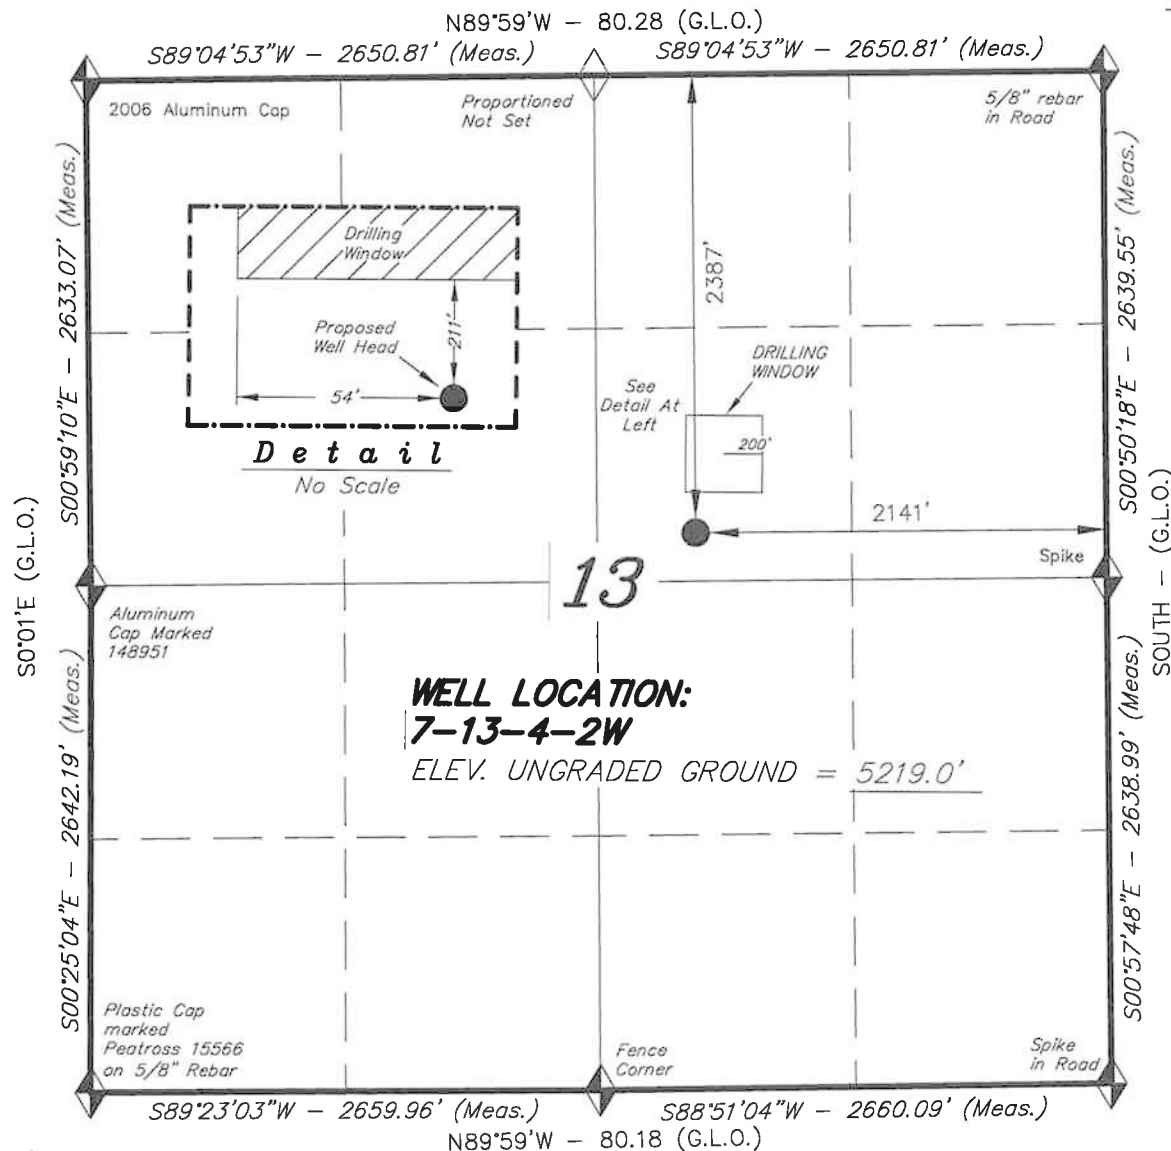 N89°59'W – 80.28 (G.L.O.)
S89°04'53"W – 2650.81' (Meas.)
S89°04'53"W – 2650.81' (Meas.)
2006 Aluminum Cap
Proportioned
Not Set
5/8" rebar
in Road
S00°59'10"E – 2633.07' (Meas.)
S00°50'18"E – 2639.55' (Meas.)
Drilling
Window
2387'
Proposed
Well Head
211'
54'
Detail
No Scale
DRILLING
WINDOW
See
Detail At
Left
200'
2141'
Spike
S0°01'E (G.L.O.)
SOUTH – (G.L.O.)
13
Aluminum
Cap Marked
148951
WELL LOCATION:
7–13–4–2W
ELEV. UNGRADED GROUND = 5219.0'
S00°25'04"E – 2642.19' (Meas.)
S00°57'48"E – 2638.99' (Meas.)
Plastic Cap
marked
Peatross 15566
on 5/8" Rebar
Fence
Corner
Spike
in Road
S89°23'03"W – 2659.96' (Meas.)
S88°51'04"W – 2660.09' (Meas.)
N89°59'W – 80.18 (G.L.O.)